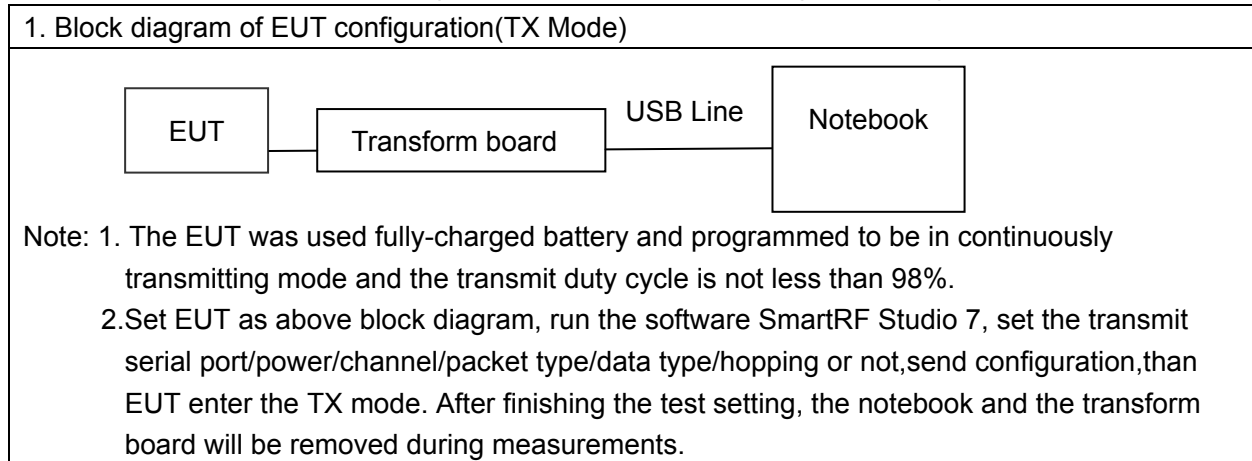 1. Block diagram of EUT configuration(TX Mode)
EUT
Transform board
USB Line
Notebook
Note: 1. The EUT was used fully-charged battery and programmed to be in continuously
transmitting mode and the transmit duty cycle is not less than 98%.
2.Set EUT as above block diagram, run the software SmartRF Studio 7, set the transmit
serial port/power/channel/packet type/data type/hopping or not,send configuration,than
EUT enter the TX mode. After finishing the test setting, the notebook and the transform
board will be removed during measurements.